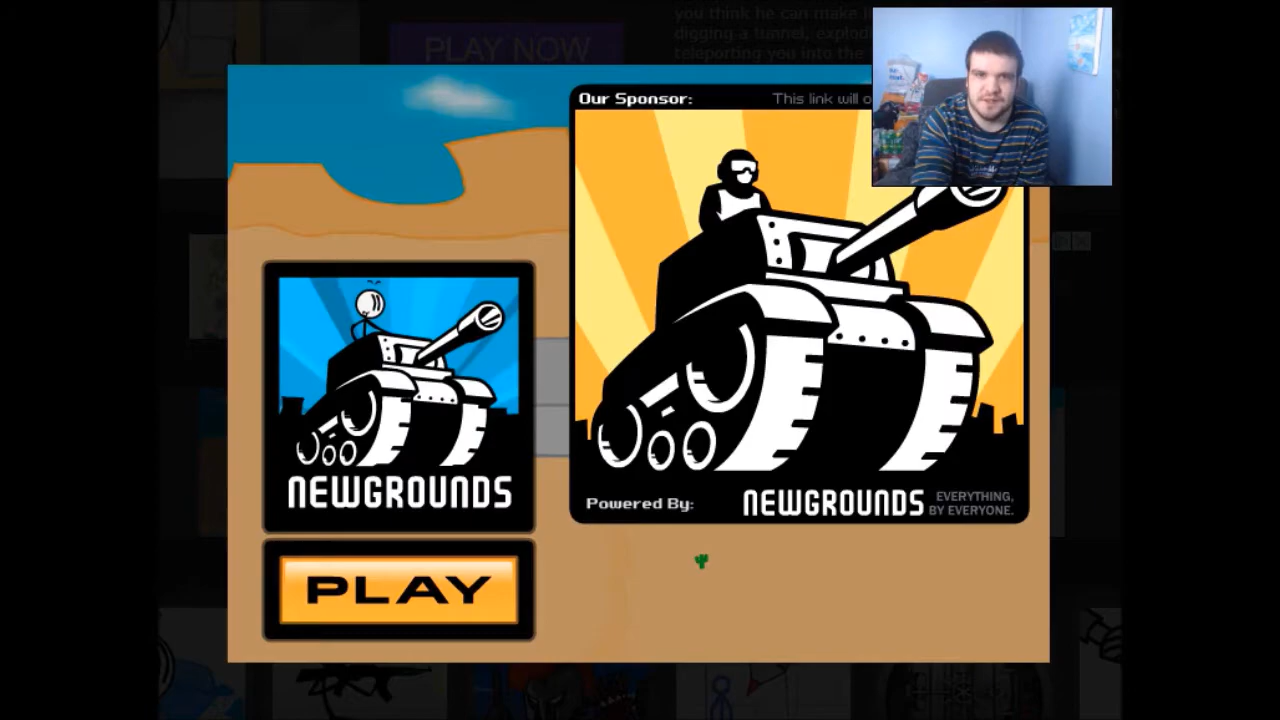 you think he can make i
digging a tunnel, explod
teleporting you into the
PLAY NOW
Our Sponsor:
This link will o
NEWGROUNDS
PLAY
Powered By:
NEWGROUNDS
EVERYTHING,
BY EVERYONE.